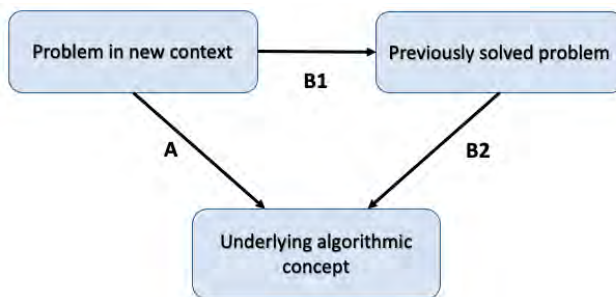 Problem in new context
Previously solved problem
B1
A
B2
Underlying algorithmic
concept